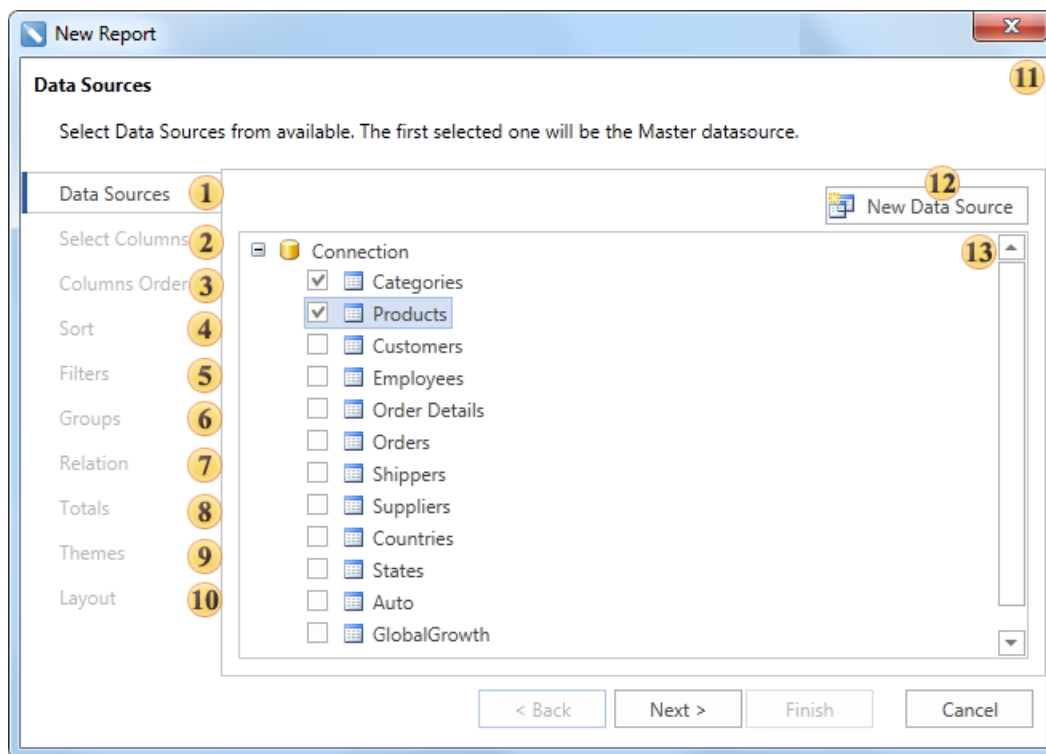 New Report
X
Data Sources
11
Select Data Sources from available. The first selected one will be the Master datasource.
Data Sources 1
12
New Data Source
Select Columns 2
Connection
13
Columns Order 3
Categories
Sort 4
Products
Customers
Filters 5
Employees
Groups 6
Order Details
Orders
Relation 7
Shippers
Totals 8
Suppliers
Countries
Themes 9
States
Layout 10
Auto
GlobalGrowth
< Back
Next >
Finish
Cancel